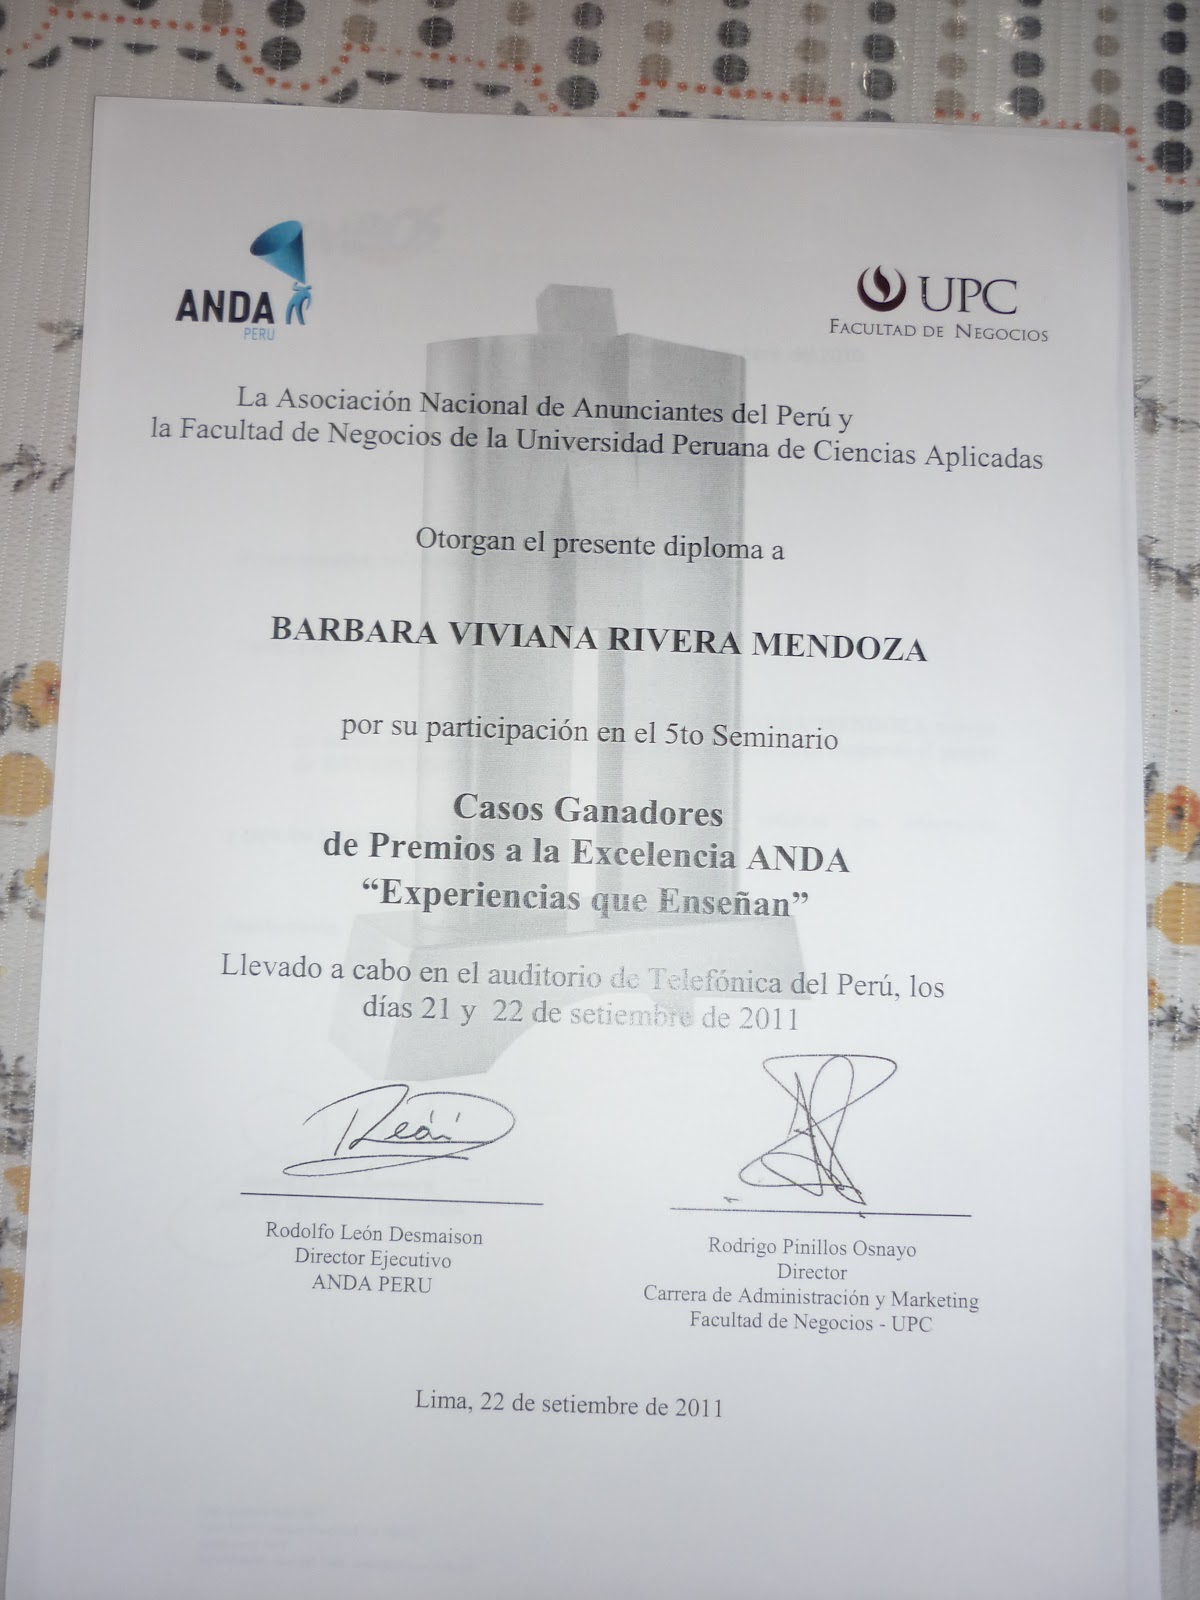 ANDA
PERU
UPC
FACULTAD DE NEGOCIOS
La Asociación Nacional de Anunciantes del Perú y
la Facultad de Negocios de la Universidad Peruana de Ciencias Aplicadas
Otorgan el presente diploma a
BARBARA VIVIANA RIVERA MENDOZA
por su participación en el 5to Seminario
Casos Ganadores
de Premios a la Excelencia ANDA
“Experiencias que Enseñan”
Llevado a cabo en el auditorio de Telefónica del Perú, los
días 21 y 22 de setiembre de 2011
León
Rodolfo León Desmaison
Director Ejecutivo
ANDA PERU
Rodrigo Pinillos Osnayo
Director
Carrera de Administración y Marketing
Facultad de Negocios - UPC
Lima, 22 de setiembre de 2011